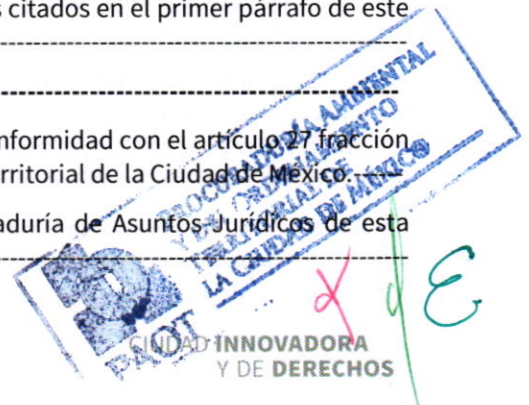 s citados en el primer párrafo de este
nformidad con el artículo 27 fracción
rritorial de la Ciudad de México.
aduría de Asuntos Jurídicos de esta
PROCURADURÍA AMBIENTAL
Y DE ORDENAMIENTO
TERRITORIAL DE
LA CIUDAD DE MÉXICO
PAOT
CIUDAD INNOVADORA
Y DE DERECHOS